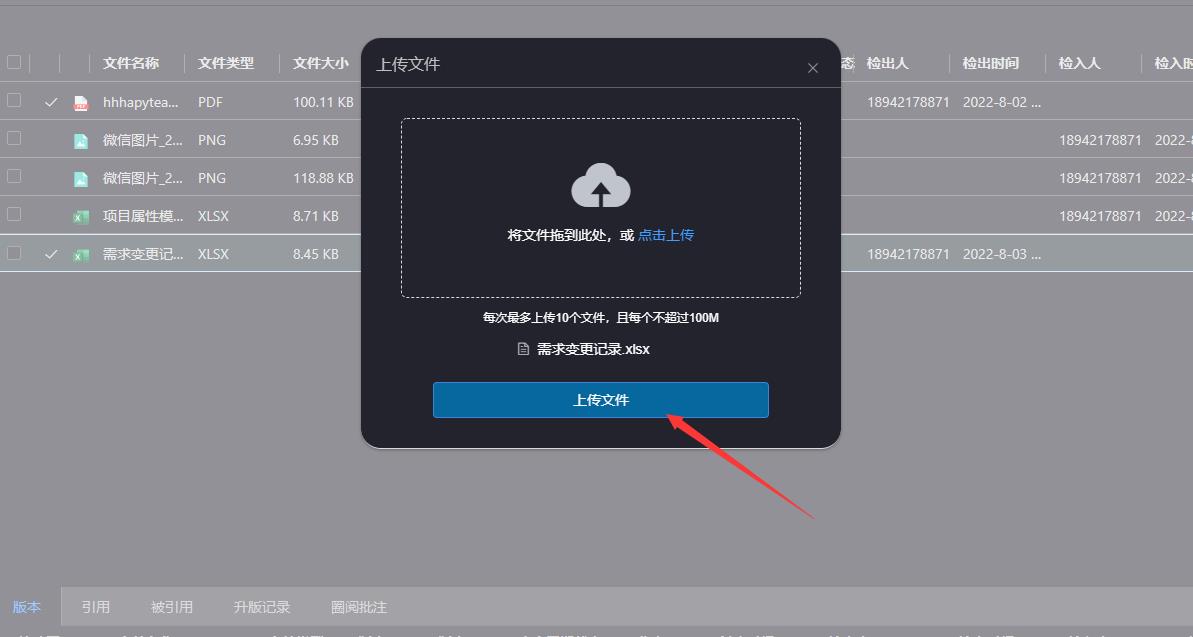 文件名称 文件类型 文件大小 态 检出人 检出时间 检入人 检入时
hhhapytea... PDF 100.11 KB 18942178871 2022-8-02 ...
微信图片_2... PNG 6.95 KB 18942178871 2022-8
微信图片_2... PNG 118.88 KB 18942178871 2022-8
项目属性模... XLSX 8.71 KB 18942178871 2022-8
需求变更记... XLSX 8.45 KB 18942178871 2022-8-03 ...
上传文件
将文件拖到此处，或 点击上传
每次最多上传10个文件，且每个不超过100M
需求变更记录.xlsx
上传文件
版本 引用 被引用 升版记录 圈阅批注